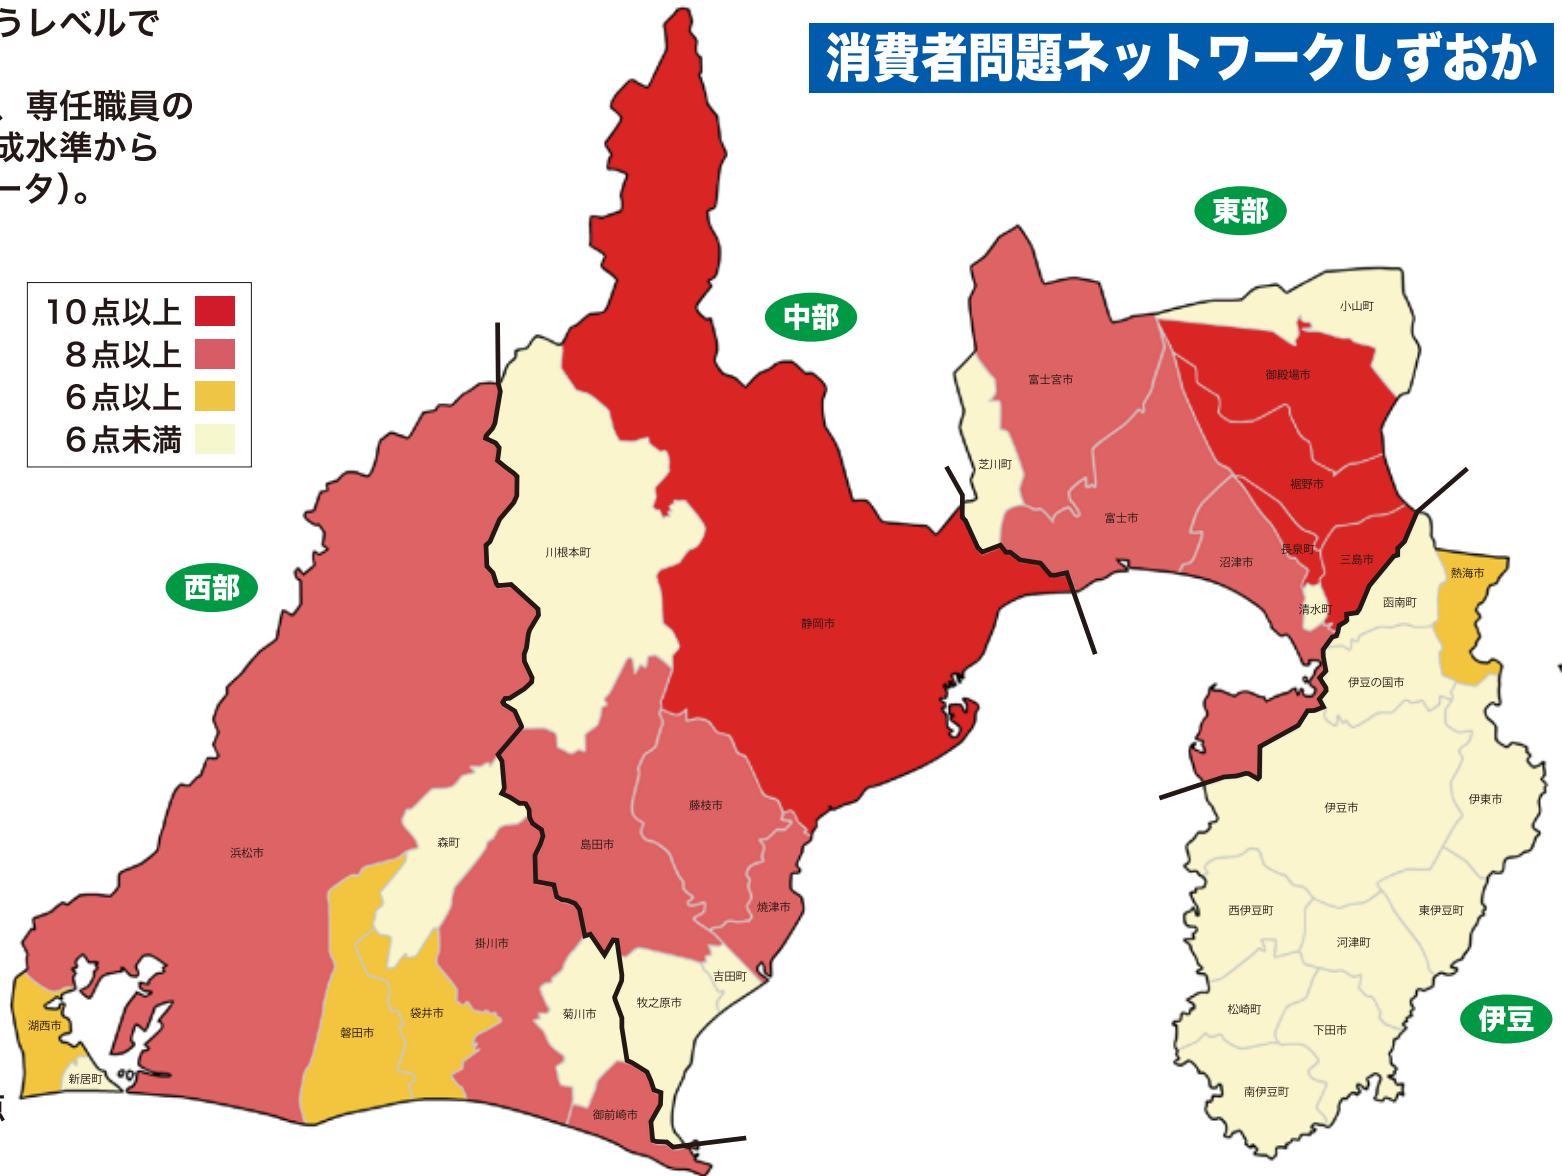 うレベルで
、専任職員の
成水準から
ータ）。
消費者問題ネットワークしずおか
10点以上
8点以上
6点以上
6点未満
東部
中部
西部
伊豆
小山町
御殿場市
富士宮市
芝川町
裾野市
富士市
長泉町
三島市
沼津市
清水町
熱海市
函南町
伊豆の国市
伊豆市
伊東市
西伊豆町
東伊豆町
河津町
松崎町
下田市
南伊豆町
川根本町
静岡市
藤枝市
島田市
焼津市
吉田町
牧之原市
浜松市
森町
掛川市
菊川市
袋井市
磐田市
湖西市
新居町
御前崎市